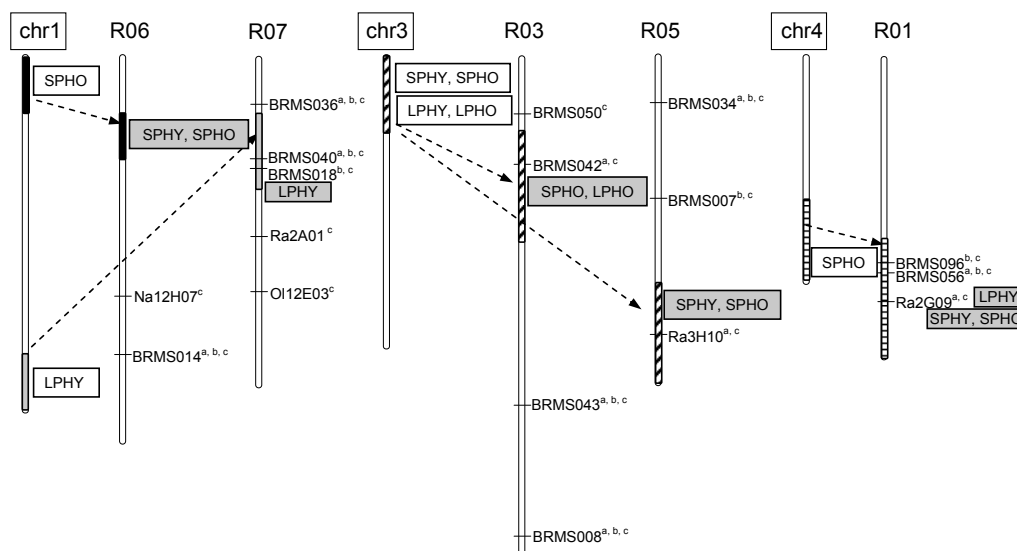 chr1 R06 R07 chr3 R03 R05 chr4 R01
SPHO
SPHY, SPHO
LPHY
BRMS036a, b, c
BRMS040a, b, c
BRMS018b, c
LPHY
Ra2A01c
Ol12E03c
Na12H07c
BRMS014a, b, c
SPHY, SPHO
LPHY, LPHO
BRMS050c
BRMS042a, c
SPHO, LPHO
BRMS043a, b, c
BRMS008a, b, c
BRMS034a, b, c
BRMS007b, c
SPHY, SPHO
Ra3H10a, c
SPHO
BRMS096b, c
BRMS056a, b, c
Ra2G09a, c
LPHY
SPHY, SPHO